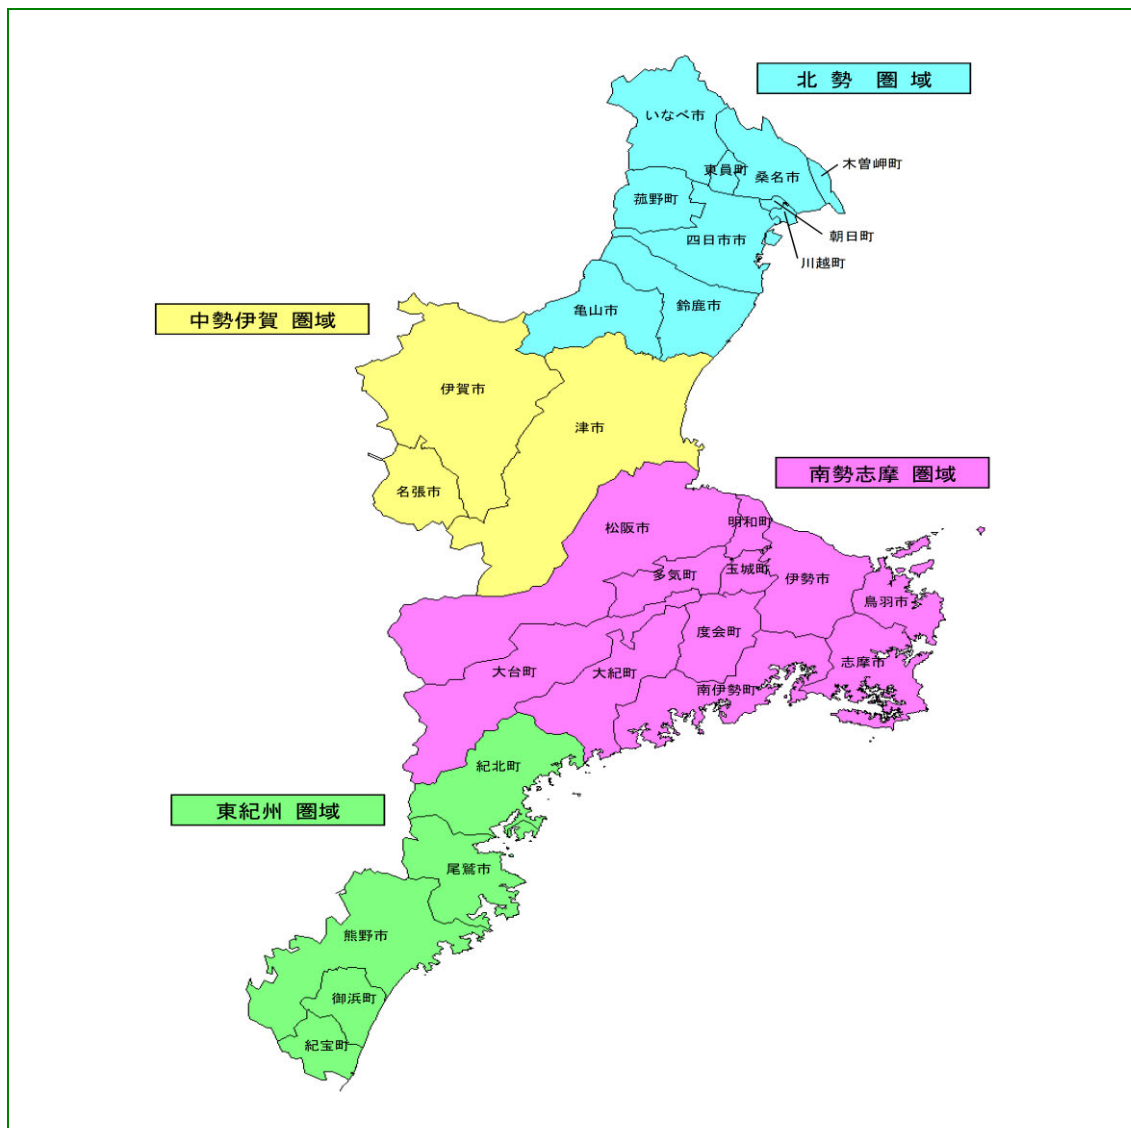 北 勢　圏 域
いなべ市
木曽岬町
東員町
桑名市
菰野町
朝日町
四日市市
川越町
中勢伊賀 圏域
亀山市
鈴鹿市
伊賀市
津市
南勢志摩 圏域
名張市
松阪市
明和町
多気町
玉城町
伊勢市
鳥羽市
度会町
志摩市
大台町
大紀町
南伊勢町
紀北町
東紀州 圏域
尾鷲市
熊野市
御浜町
紀宝町